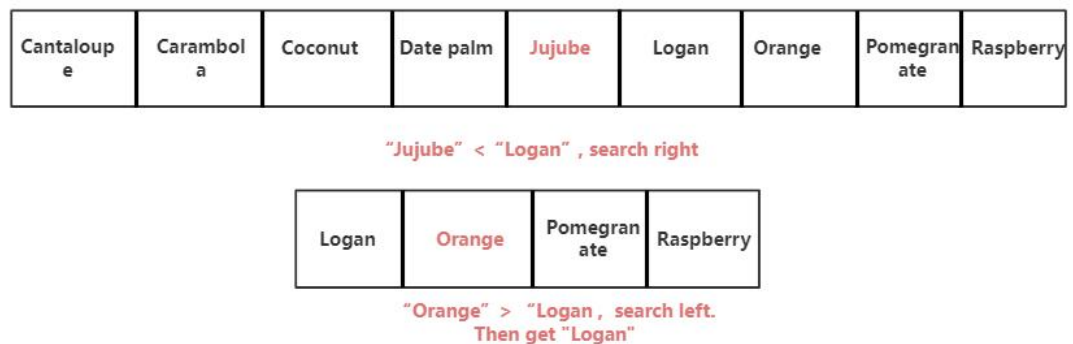 Cantaloup
e
Carambol
a
Coconut
Date palm
Jujube
Logan
Orange
Pomegran
ate
Raspberry
“Jujube” < “Logan” , search right
Logan
Orange
Pomegran
ate
Raspberry
“Orange” > “Logan , search left.
Then get "Logan"